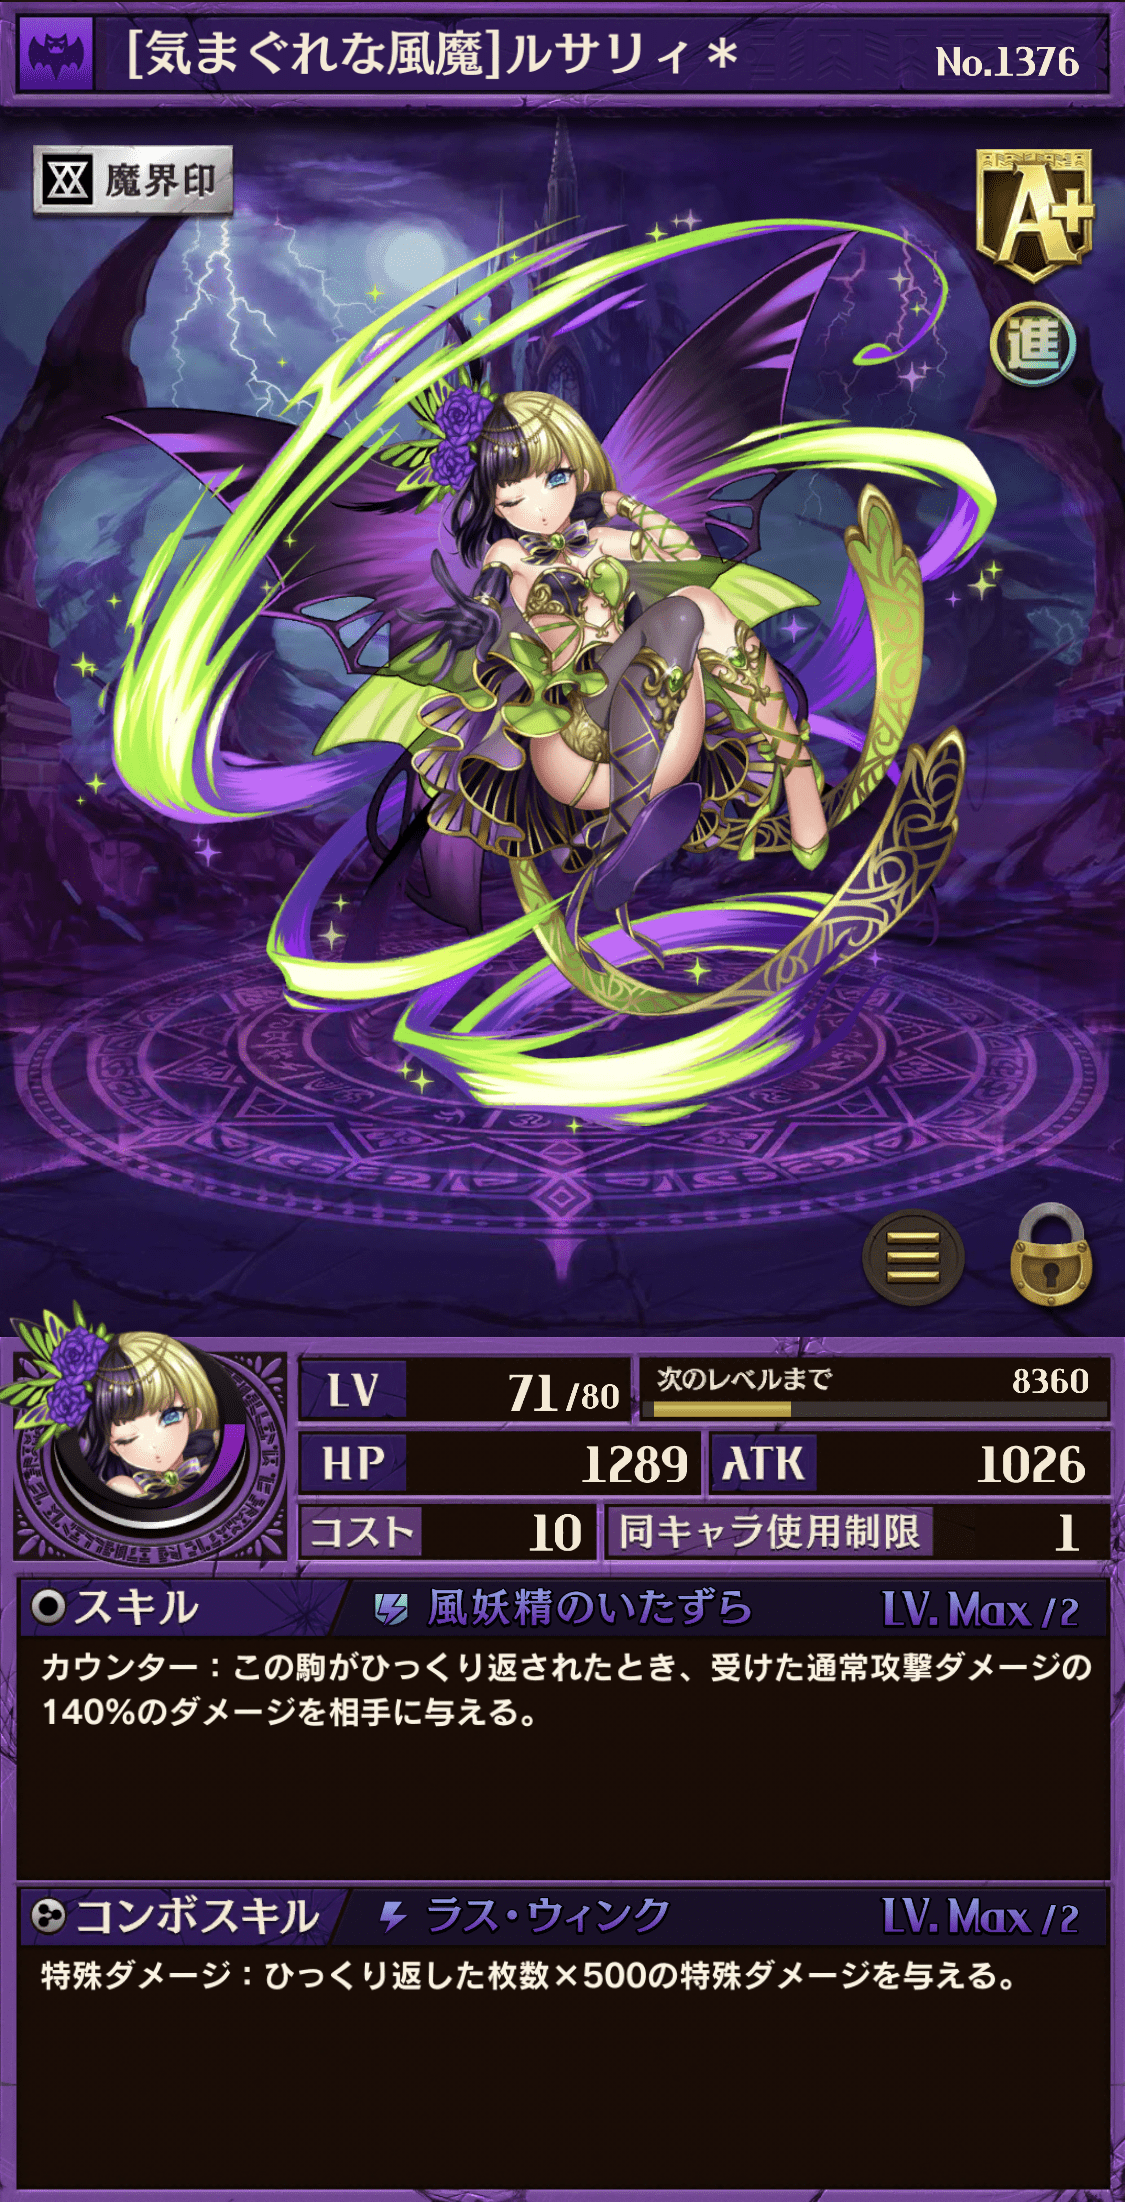 [気まぐれな風魔]ルサリィ＊
No.1376
魔界印
A+
進
LV 71/80
次のレベルまで 8360
HP 1289
ATK 1026
コスト 10
同キャラ使用制限 1
スキル 風妖精のいたずら LV. Max /2
カウンター：この駒がひっくり返されたとき、受けた通常攻撃ダメージの
140%のダメージを相手に与える。
コンボスキル ラス・ウィンク LV. Max /2
特殊ダメージ：ひっくり返した枚数×500の特殊ダメージを与える。